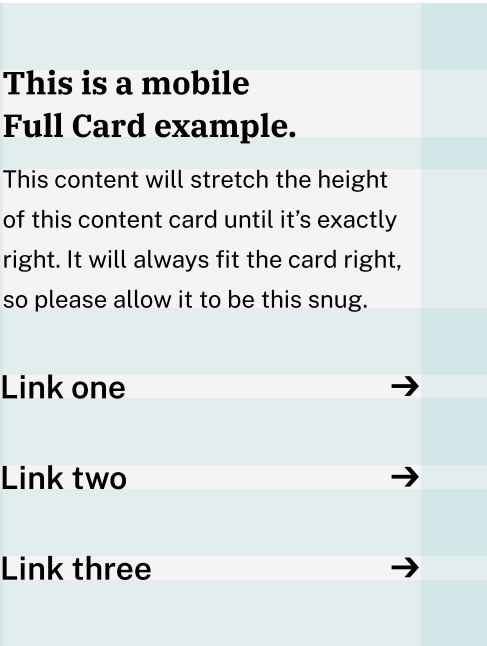 This is a mobile
Full Card example.
This content will stretch the height
of this content card until it’s exactly
right. It will always fit the card right,
so please allow it to be this snug.
Link one →
Link two →
Link three →